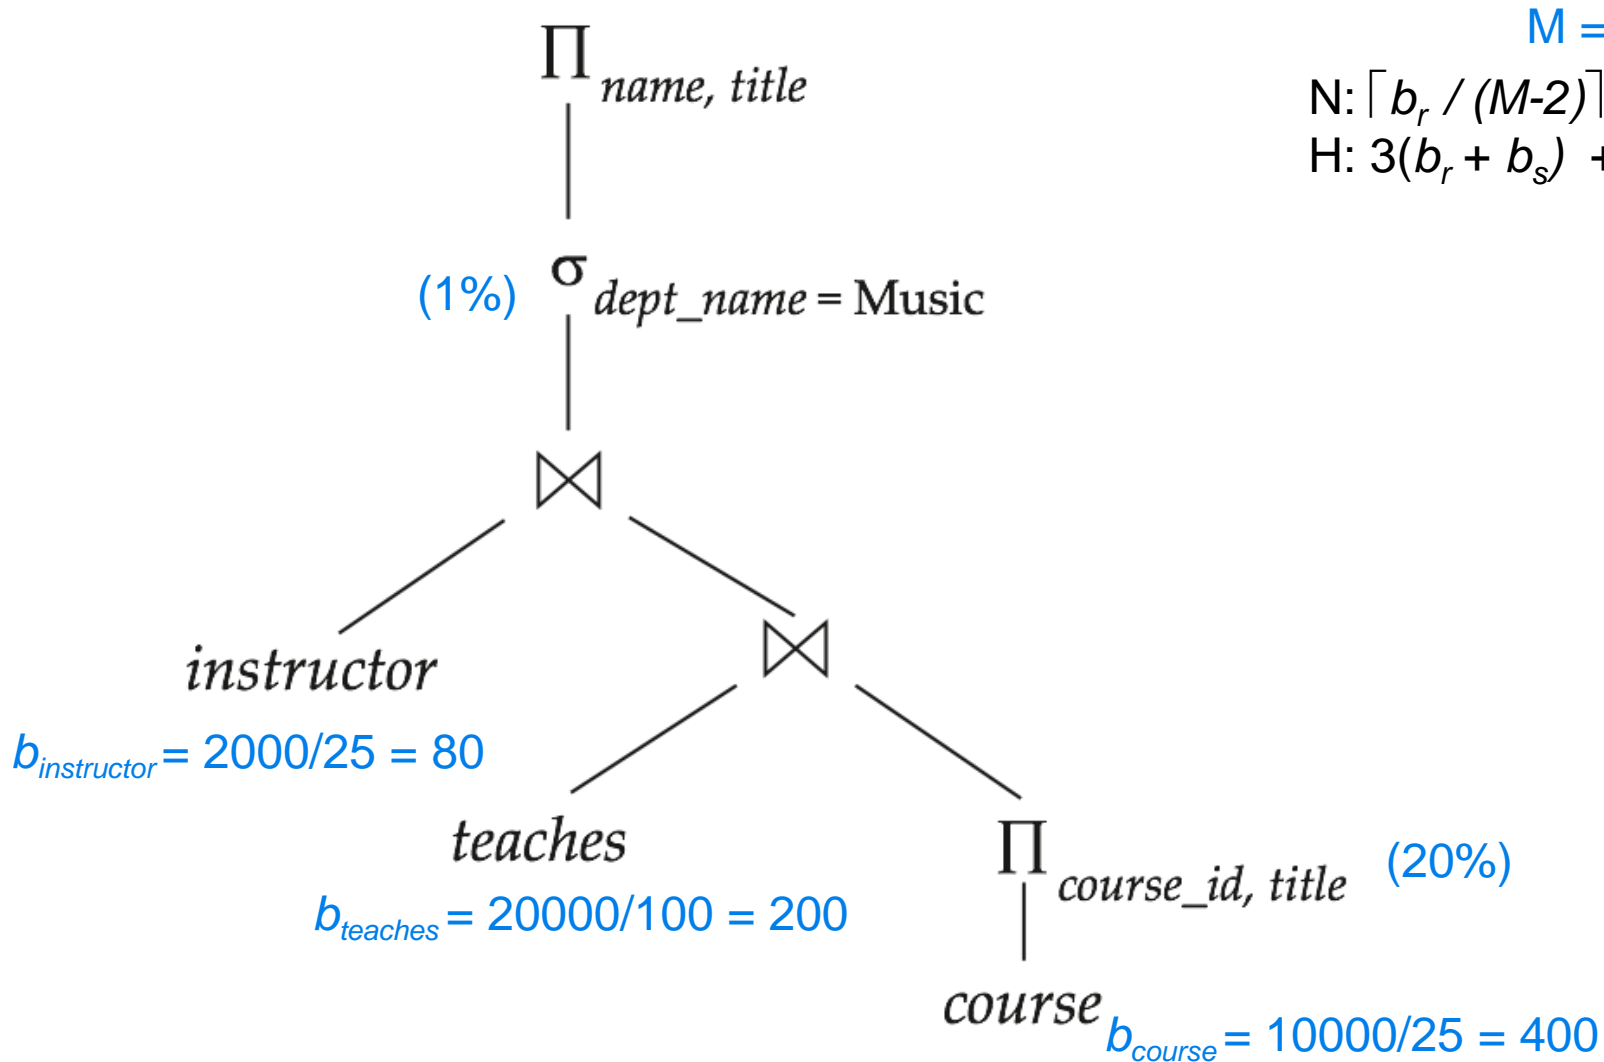 M =
N: ⌈b_r / (M-2)⌉
H: 3(b_r + b_s) +
∏ name, title
(1%) σ dept_name = Music
⋈
instructor
b_instructor = 2000/25 = 80
⋈
teaches
b_teaches = 20000/100 = 200
∏ course_id, title (20%)
course
b_course = 10000/25 = 400